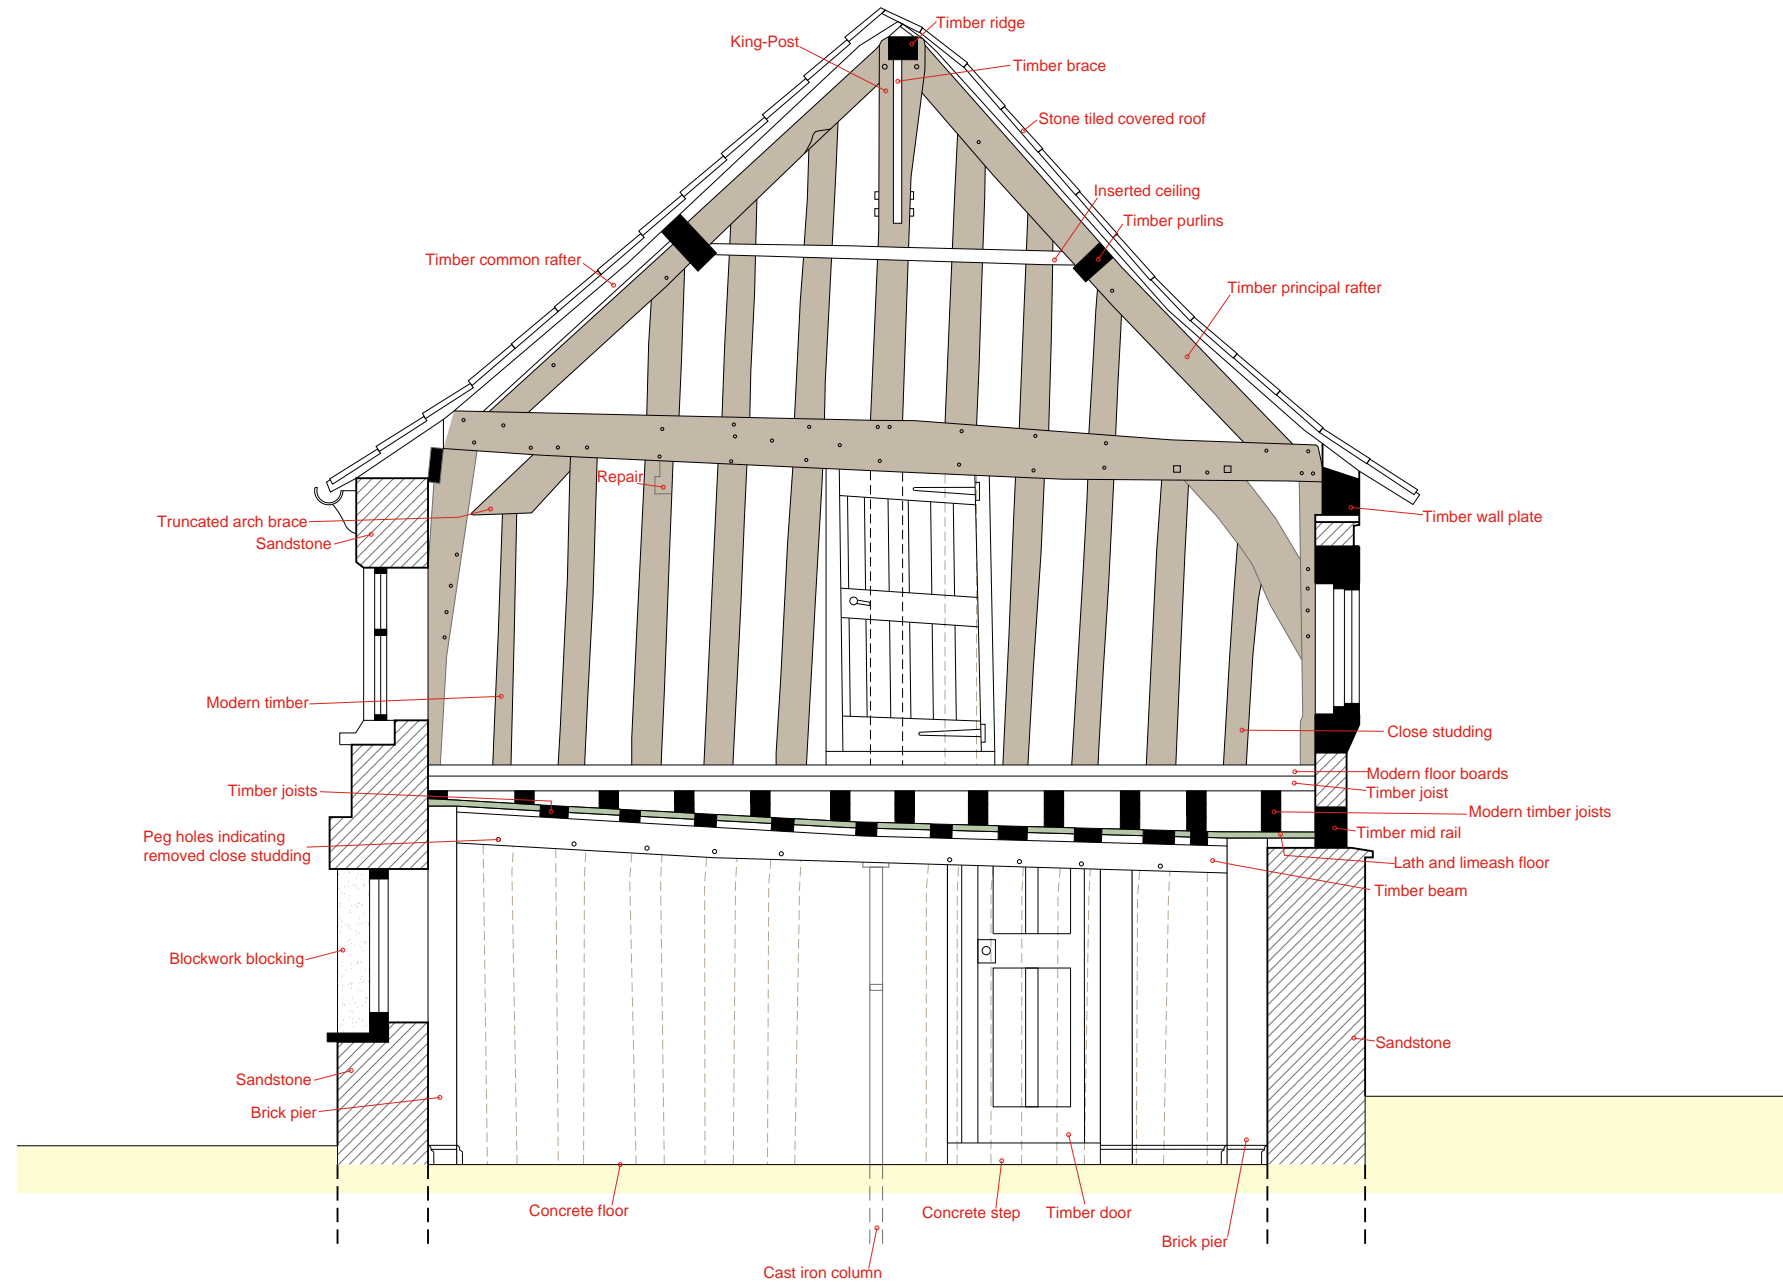 Timber ridge
King-Post
Timber brace
Stone tiled covered roof
Inserted ceiling
Timber purlins
Timber common rafter
Timber principal rafter
Repair
Truncated arch brace
Timber wall plate
Sandstone
Modern timber
Close studding
Modern floor boards
Timber joists
Timber joist
Modern timber joists
Peg holes indicating
removed close studding
Timber mid rail
Lath and limeash floor
Timber beam
Blockwork blocking
Sandstone
Sandstone
Brick pier
Concrete floor
Concrete step
Timber door
Brick pier
Cast iron column